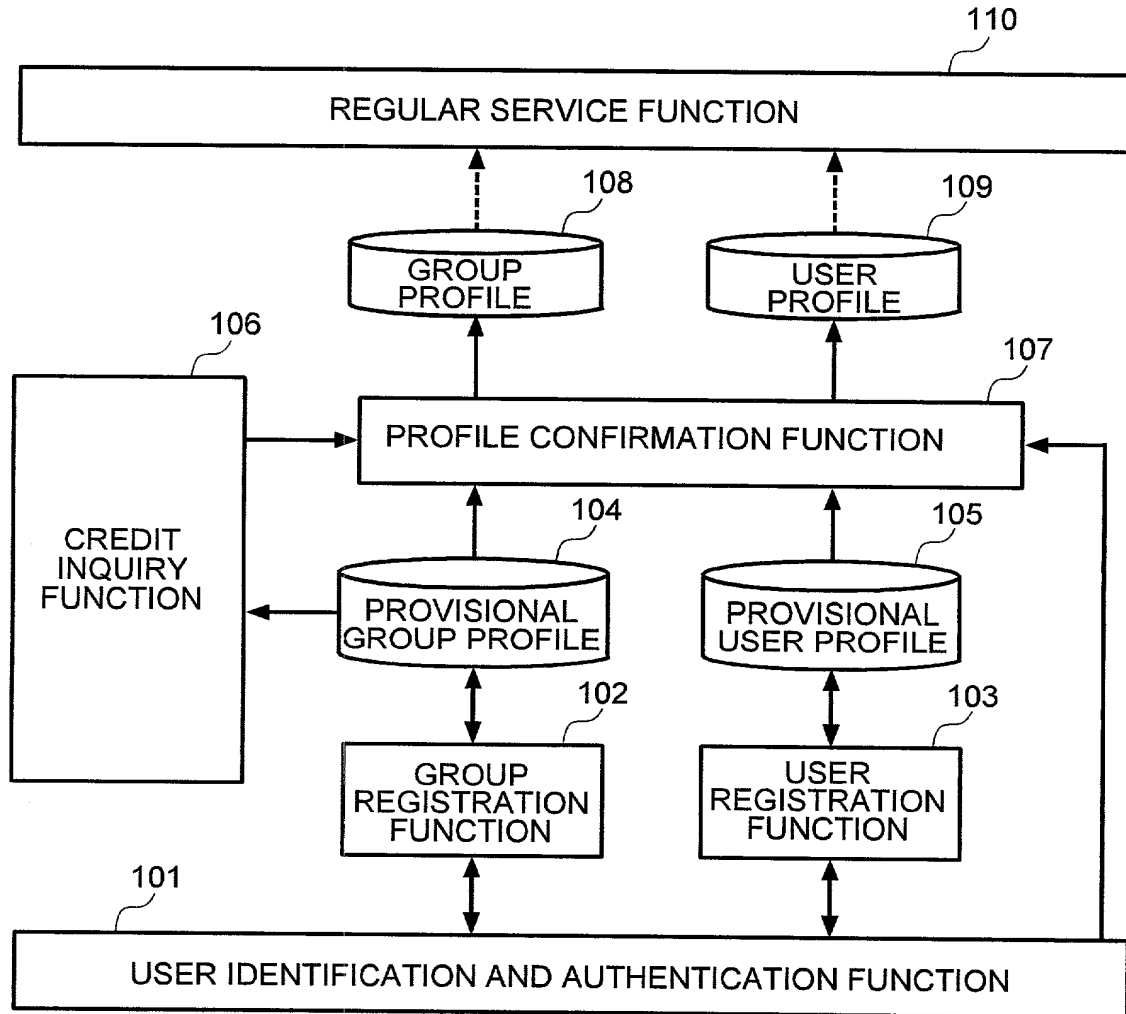 110
REGULAR SERVICE FUNCTION
108
109
GROUP
PROFILE
USER
PROFILE
106
107
PROFILE CONFIRMATION FUNCTION
CREDIT
INQUIRY
FUNCTION
104
105
PROVISIONAL
GROUP PROFILE
PROVISIONAL
USER PROFILE
102
103
GROUP
REGISTRATION
FUNCTION
USER
REGISTRATION
FUNCTION
101
USER IDENTIFICATION AND AUTHENTICATION FUNCTION